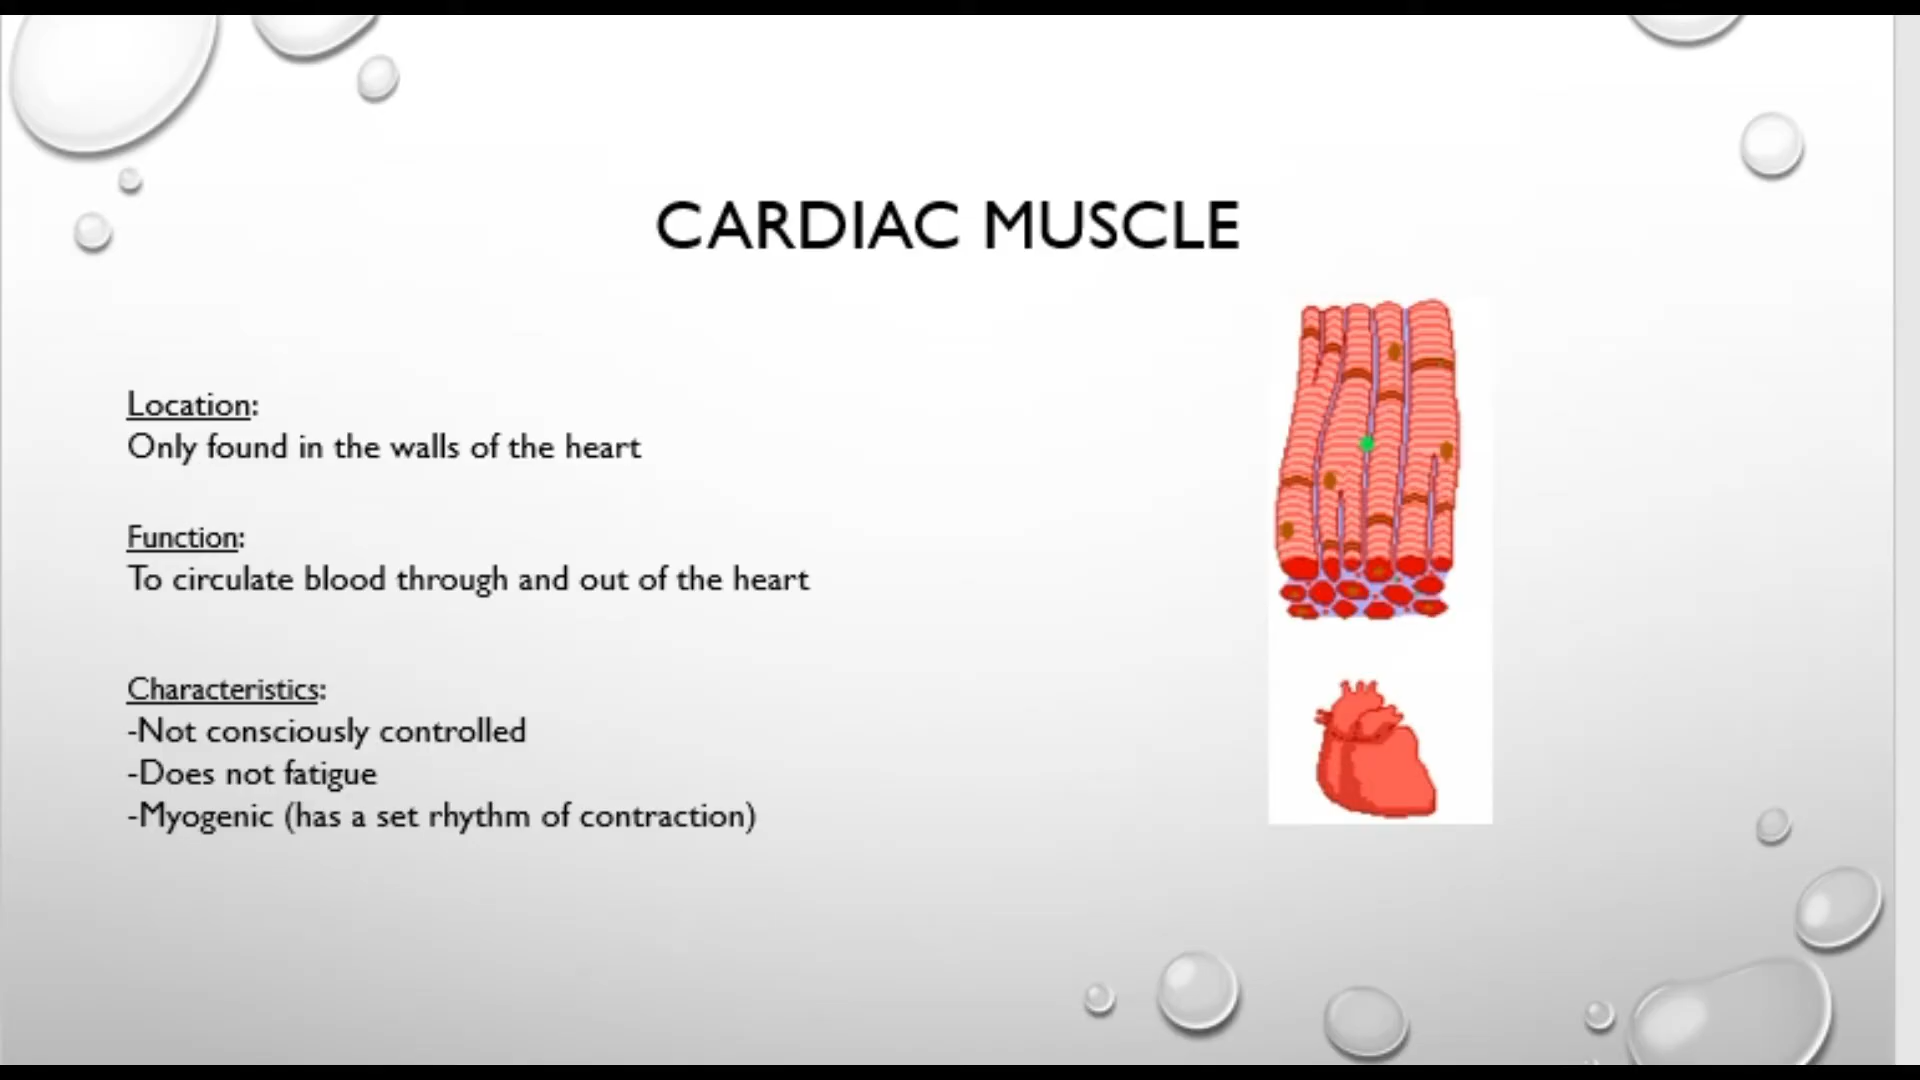 CARDIAC MUSCLE
Location:
Only found in the walls of the heart
Function:
To circulate blood through and out of the heart
Characteristics:
-Not consciously controlled
-Does not fatigue
-Myogenic (has a set rhythm of contraction)